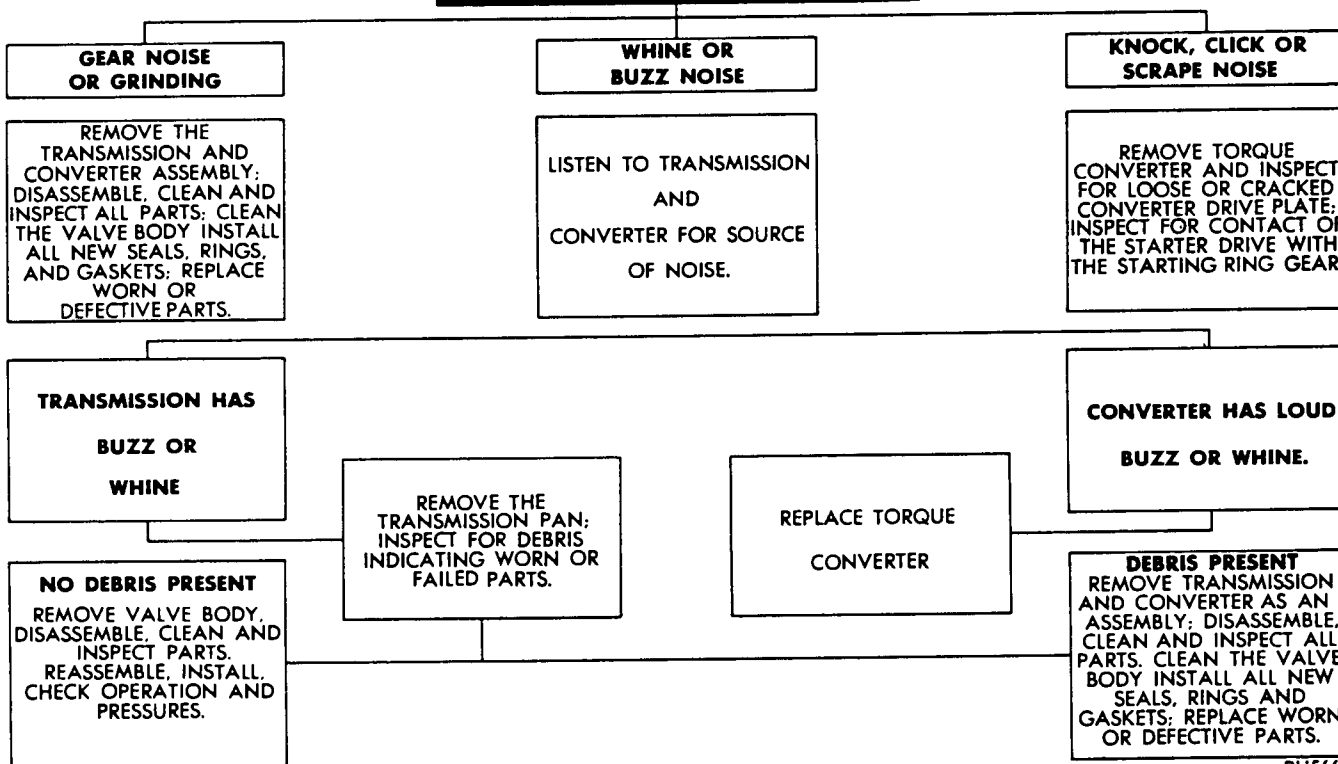 GEAR NOISE
OR GRINDING
WHINE OR
BUZZ NOISE
KNOCK, CLICK OR
SCRAPE NOISE
REMOVE THE
TRANSMISSION AND
CONVERTER ASSEMBLY;
DISASSEMBLE, CLEAN AND
INSPECT ALL PARTS; CLEAN
THE VALVE BODY INSTALL
ALL NEW SEALS, RINGS,
AND GASKETS; REPLACE
WORN OR
DEFECTIVE PARTS.
LISTEN TO TRANSMISSION
AND
CONVERTER FOR SOURCE
OF NOISE.
REMOVE TORQUE
CONVERTER AND INSPECT
FOR LOOSE OR CRACKED
CONVERTER DRIVE PLATE;
INSPECT FOR CONTACT OF
THE STARTER DRIVE WITH
THE STARTING RING GEAR
TRANSMISSION HAS
BUZZ OR
WHINE
CONVERTER HAS LOUD
BUZZ OR WHINE.
REMOVE THE
TRANSMISSION PAN;
INSPECT FOR DEBRIS
INDICATING WORN OR
FAILED PARTS.
REPLACE TORQUE
CONVERTER
NO DEBRIS PRESENT
REMOVE VALVE BODY,
DISASSEMBLE, CLEAN AND
INSPECT PARTS.
REASSEMBLE, INSTALL,
CHECK OPERATION AND
PRESSURES.
DEBRIS PRESENT
REMOVE TRANSMISSION
AND CONVERTER AS AN
ASSEMBLY; DISASSEMBLE,
CLEAN AND INSPECT ALL
PARTS. CLEAN THE VALVE
BODY INSTALL ALL NEW
SEALS, RINGS AND
GASKETS; REPLACE WORN
OR DEFECTIVE PARTS.